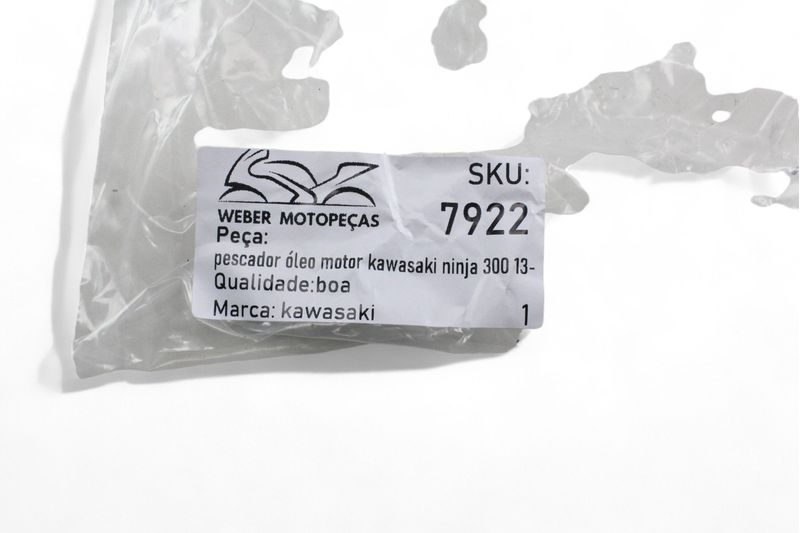 SKU:
7922
WEBER MOTOPEÇAS
Peça:
pescador óleo motor kawasaki ninja 300 13-
Qualidade:boa
Marca: kawasaki
1